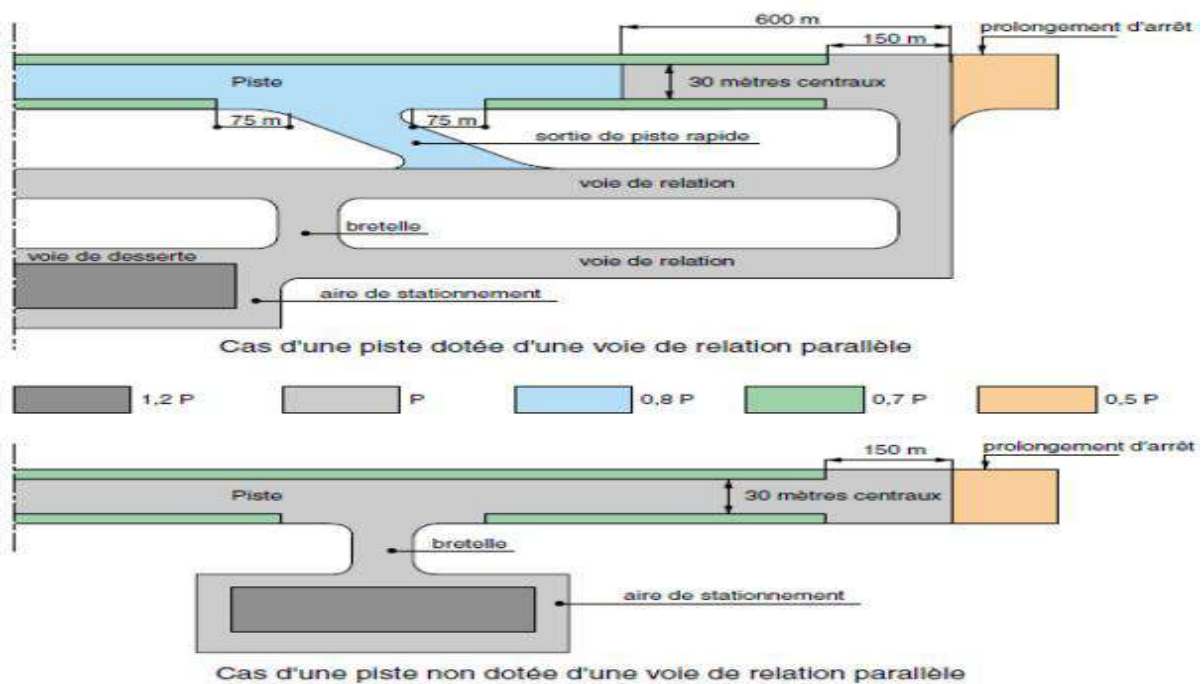 600 m
prolongement d'arrêt
150 m
Piste
30 mètres centraux
75 m
75 m
sortie de piste rapide
voie de relation
bretelle
voie de desserte
voie de relation
aire de stationnement
Cas d'une piste dotée d'une voie de relation parallèle
1,2 P
P
0,8 P
0,7 P
0,5 P
prolongement d'arrêt
150 m
Piste
30 mètres centraux
bretelle
aire de stationnement
Cas d'une piste non dotée d'une voie de relation parallèle